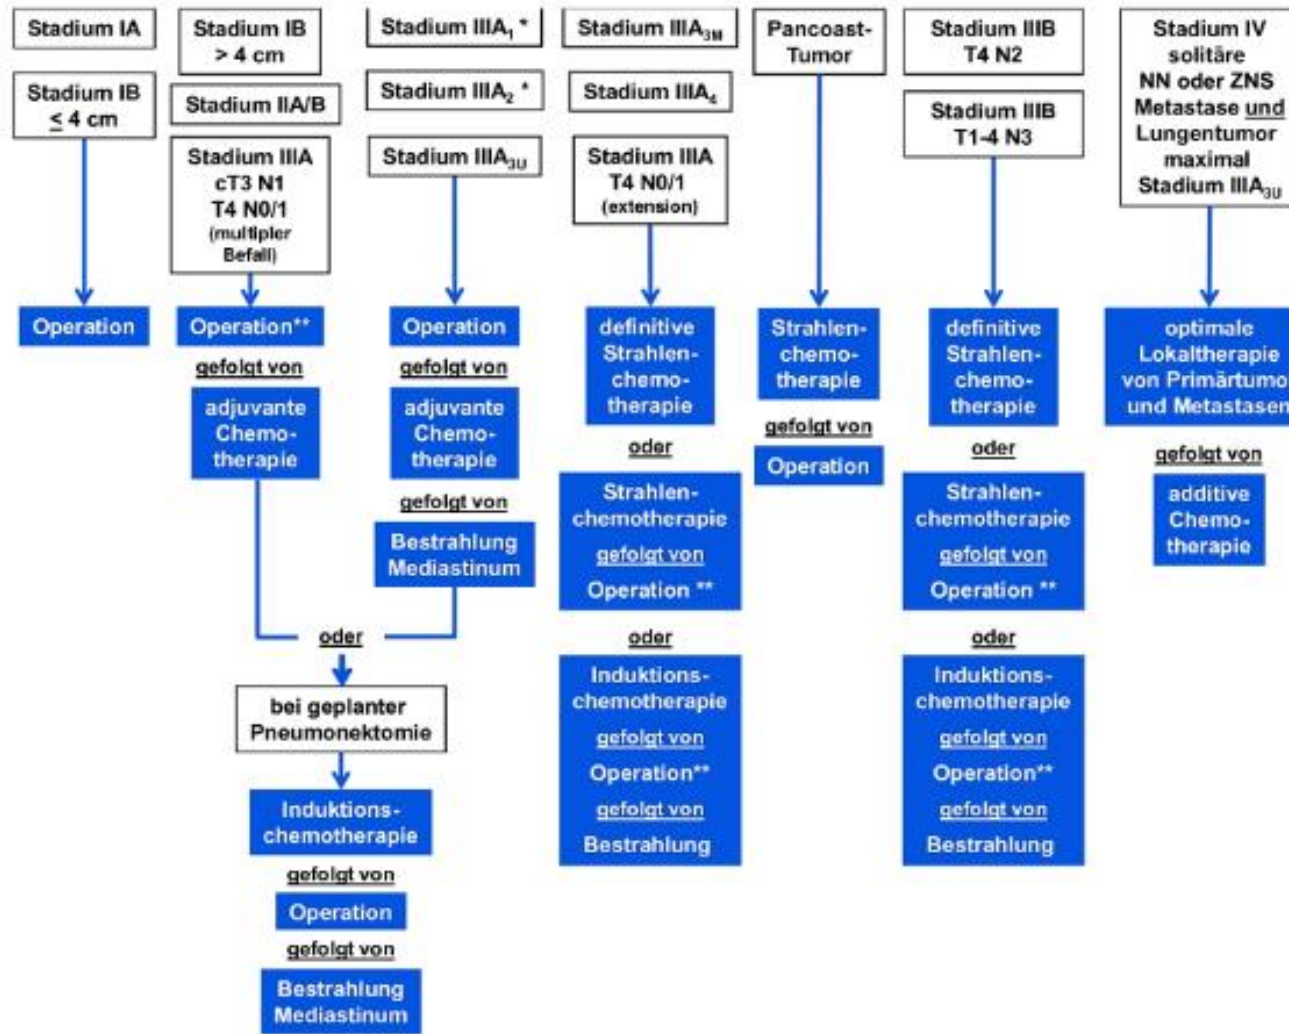 Stadium IA
Stadium IB
≤ 4 cm
Operation
Stadium IB
> 4 cm
Stadium IIA/B
Stadium IIIA
cT3 N1
T4 N0/1
(multipler
Befall)
Operation**
gefolgt von
adjuvante
Chemo-
therapie
Stadium IIIA1 *
Stadium IIIA2 *
Stadium IIIA3U
Operation
gefolgt von
adjuvante
Chemo-
therapie
gefolgt von
Bestrahlung
Mediastinum
oder
bei geplanter
Pneumonektomie
Induktions-
chemotherapie
gefolgt von
Operation
gefolgt von
Bestrahlung
Mediastinum
Stadium IIIA3M
Stadium IIIA4
Stadium IIIA
T4 N0/1
(extension)
definitive
Strahlen-
chemo-
therapie
oder
Strahlen-
chemotherapie
gefolgt von
Operation **
oder
Induktions-
chemotherapie
gefolgt von
Operation**
gefolgt von
Bestrahlung
Pancoast-
Tumor
Strahlen-
chemo-
therapie
gefolgt von
Operation
Stadium IIIB
T4 N2
Stadium IIIB
T1-4 N3
definitive
Strahlen-
chemo-
therapie
oder
Strahlen-
chemotherapie
gefolgt von
Operation **
oder
Induktions-
chemotherapie
gefolgt von
Operation**
gefolgt von
Bestrahlung
Stadium IV
solitäre
NN oder ZNS
Metastase und
Lungentumor
maximal
Stadium IIIA3U
optimale
Lokaltherapie
von Primärtumo
und Metastasen
gefolgt von
additive
Chemo-
therapie